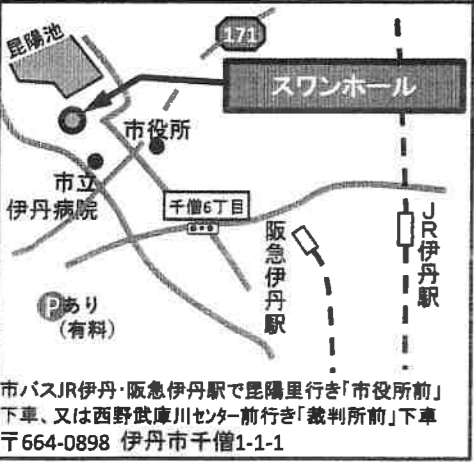 昆陽池
171
スワンホール
市役所
市立
伊丹病院
千僧6丁目
阪急伊丹駅
JR伊丹駅
Pあり
(有料)
市バスJR伊丹・阪急伊丹駅で昆陽里行き「市役所前」
下車、又は西野武庫川センター前行き「裁判所前」下車
〒664-0898 伊丹市千僧1-1-1